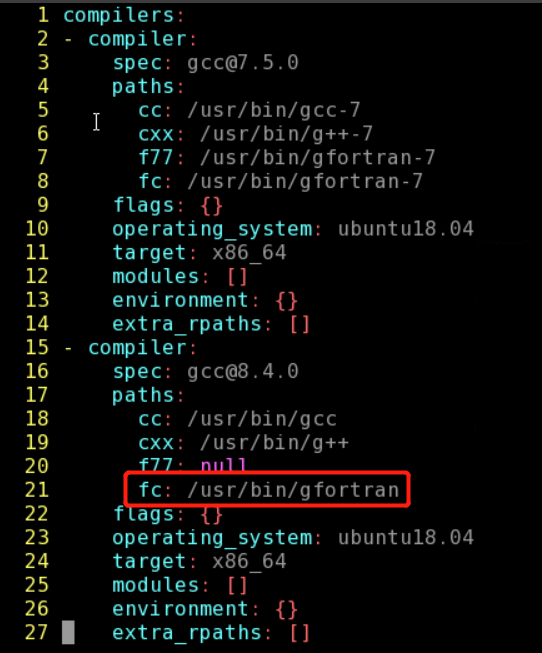 1 compilers:
2 - compiler:
3     spec: gcc@7.5.0
4     paths:
5       cc: /usr/bin/gcc-7
6       cxx: /usr/bin/g++-7
7       f77: /usr/bin/gfortran-7
8       fc: /usr/bin/gfortran-7
9     flags: {}
10     operating_system: ubuntu18.04
11     target: x86_64
12     modules: []
13     environment: {}
14     extra_rpaths: []
15 - compiler:
16     spec: gcc@8.4.0
17     paths:
18       cc: /usr/bin/gcc
19       cxx: /usr/bin/g++
20       f77: null
21       fc: /usr/bin/gfortran
22     flags: {}
23     operating_system: ubuntu18.04
24     target: x86_64
25     modules: []
26     environment: {}
27     extra_rpaths: []